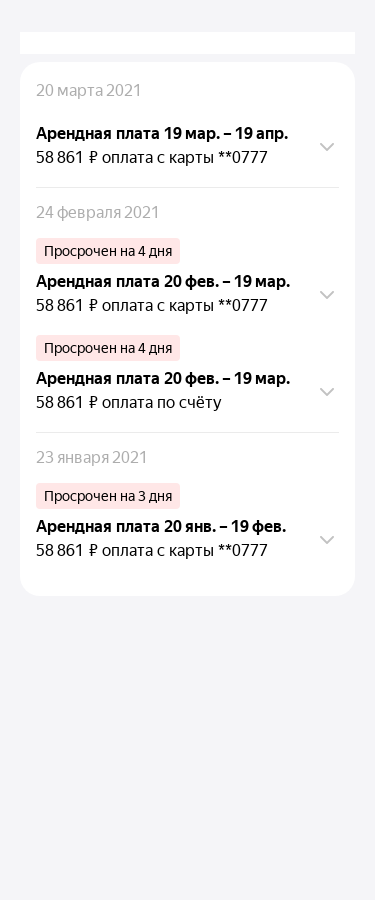 20 марта 2021
Арендная плата 19 мар. – 19 апр.
58 861 ₽ оплата с карты **0777
24 февраля 2021
Просрочен на 4 дня
Арендная плата 20 фев. – 19 мар.
58 861 ₽ оплата с карты **0777
Просрочен на 4 дня
Арендная плата 20 фев. – 19 мар.
58 861 ₽ оплата по счёту
23 января 2021
Просрочен на 3 дня
Арендная плата 20 янв. – 19 фев.
58 861 ₽ оплата с карты **0777